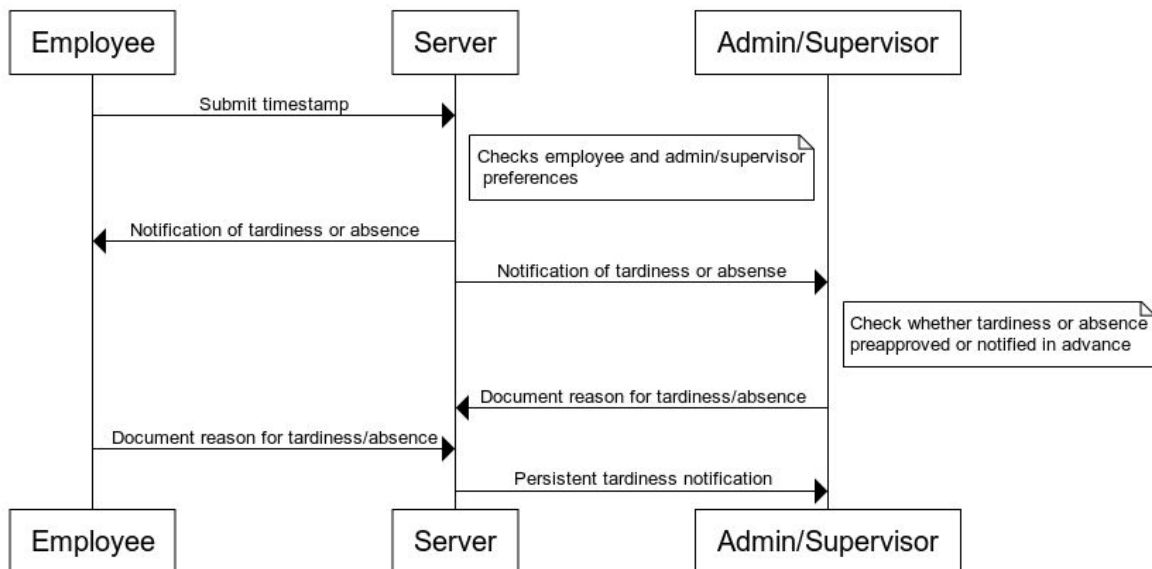 Employee
Server
Admin/Supervisor
Submit timestamp
Checks employee and admin/supervisor
preferences
Notification of tardiness or absence
Notification of tardiness or absense
Check whether tardiness or absence
preapproved or notified in advance
Document reason for tardiness/absence
Document reason for tardiness/absence
Persistent tardiness notification
Employee
Server
Admin/Supervisor